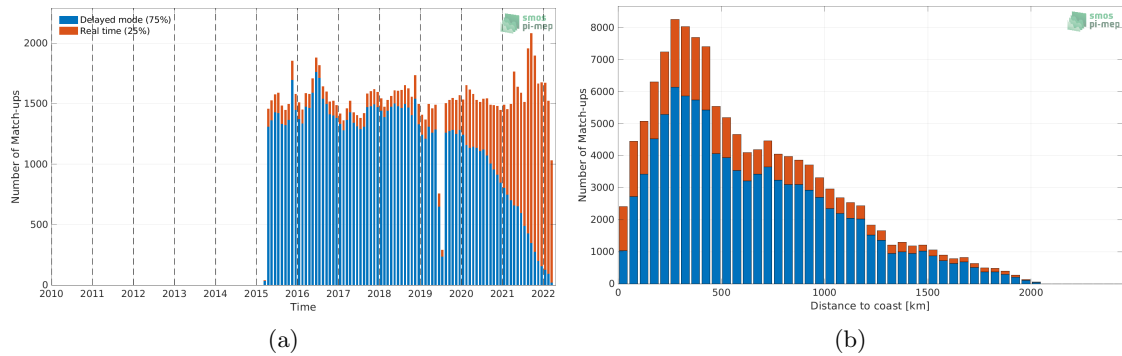 Delayed mode (75%)
Real time (25%)
smos
pi-mep
Number of Match-ups
2000
1500
1000
500
0
2010 2011 2012 2013 2014 2015 2016 2017 2018 2019 2020 2021 2022
Time
(a)
smos
pi-mep
Number of Match-ups
8000
7000
6000
5000
4000
3000
2000
1000
0
0 500 1000 1500 2000
Distance to coast [km]
(b)